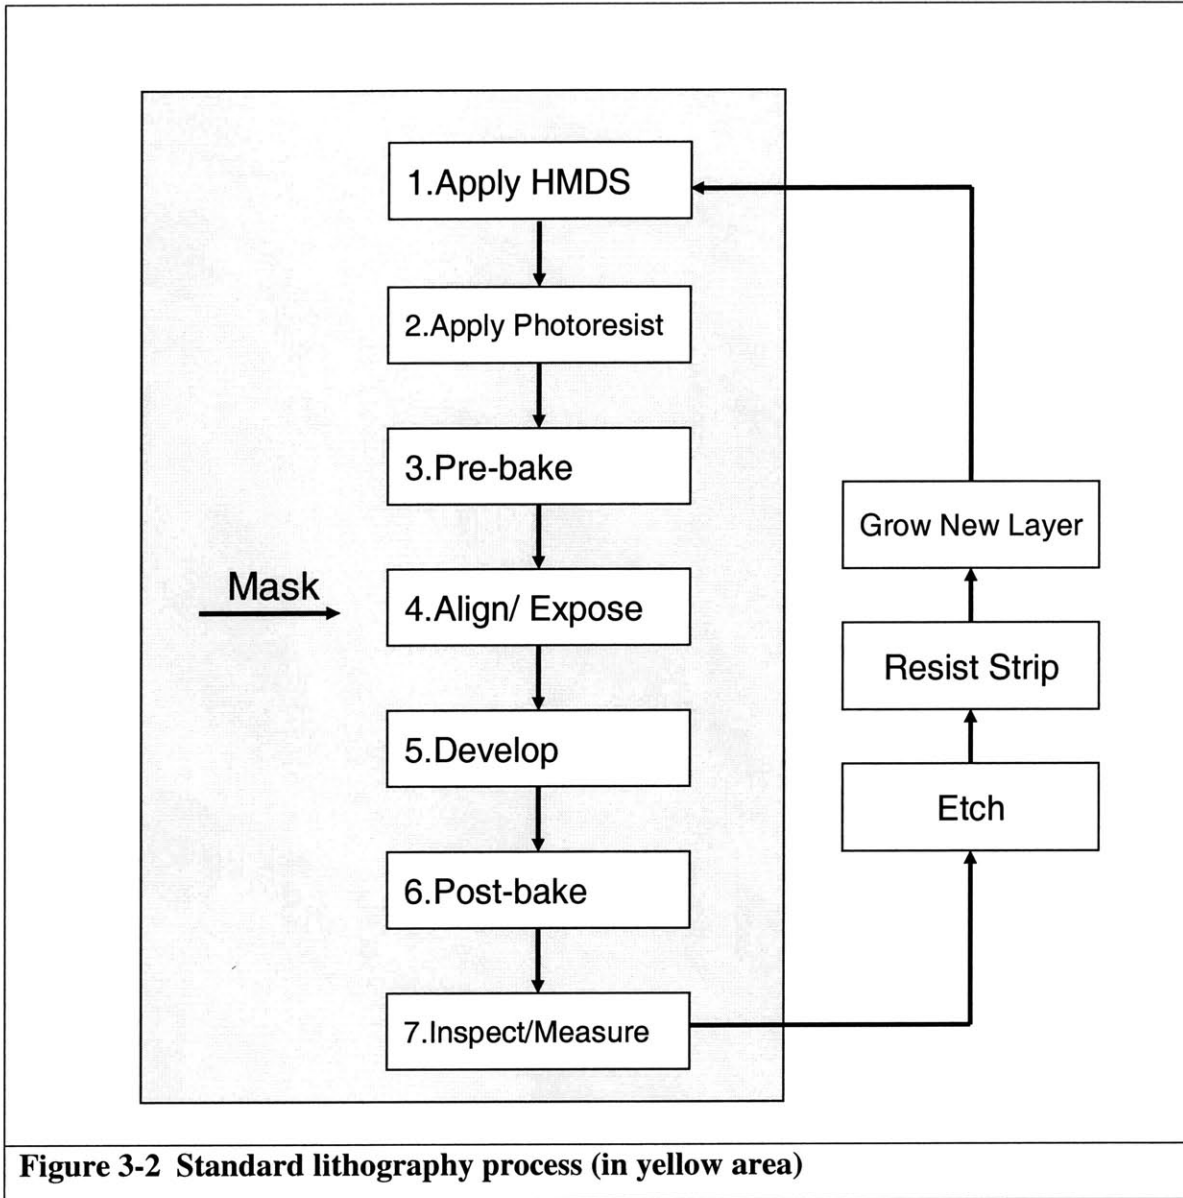 1.Apply HMDS
2.Apply Photoresist
3.Pre-bake
Mask
4.Align/ Expose
5.Develop
6.Post-bake
7.Inspect/Measure
Grow New Layer
Resist Strip
Etch
Figure 3-2 Standard lithography process (in yellow area)